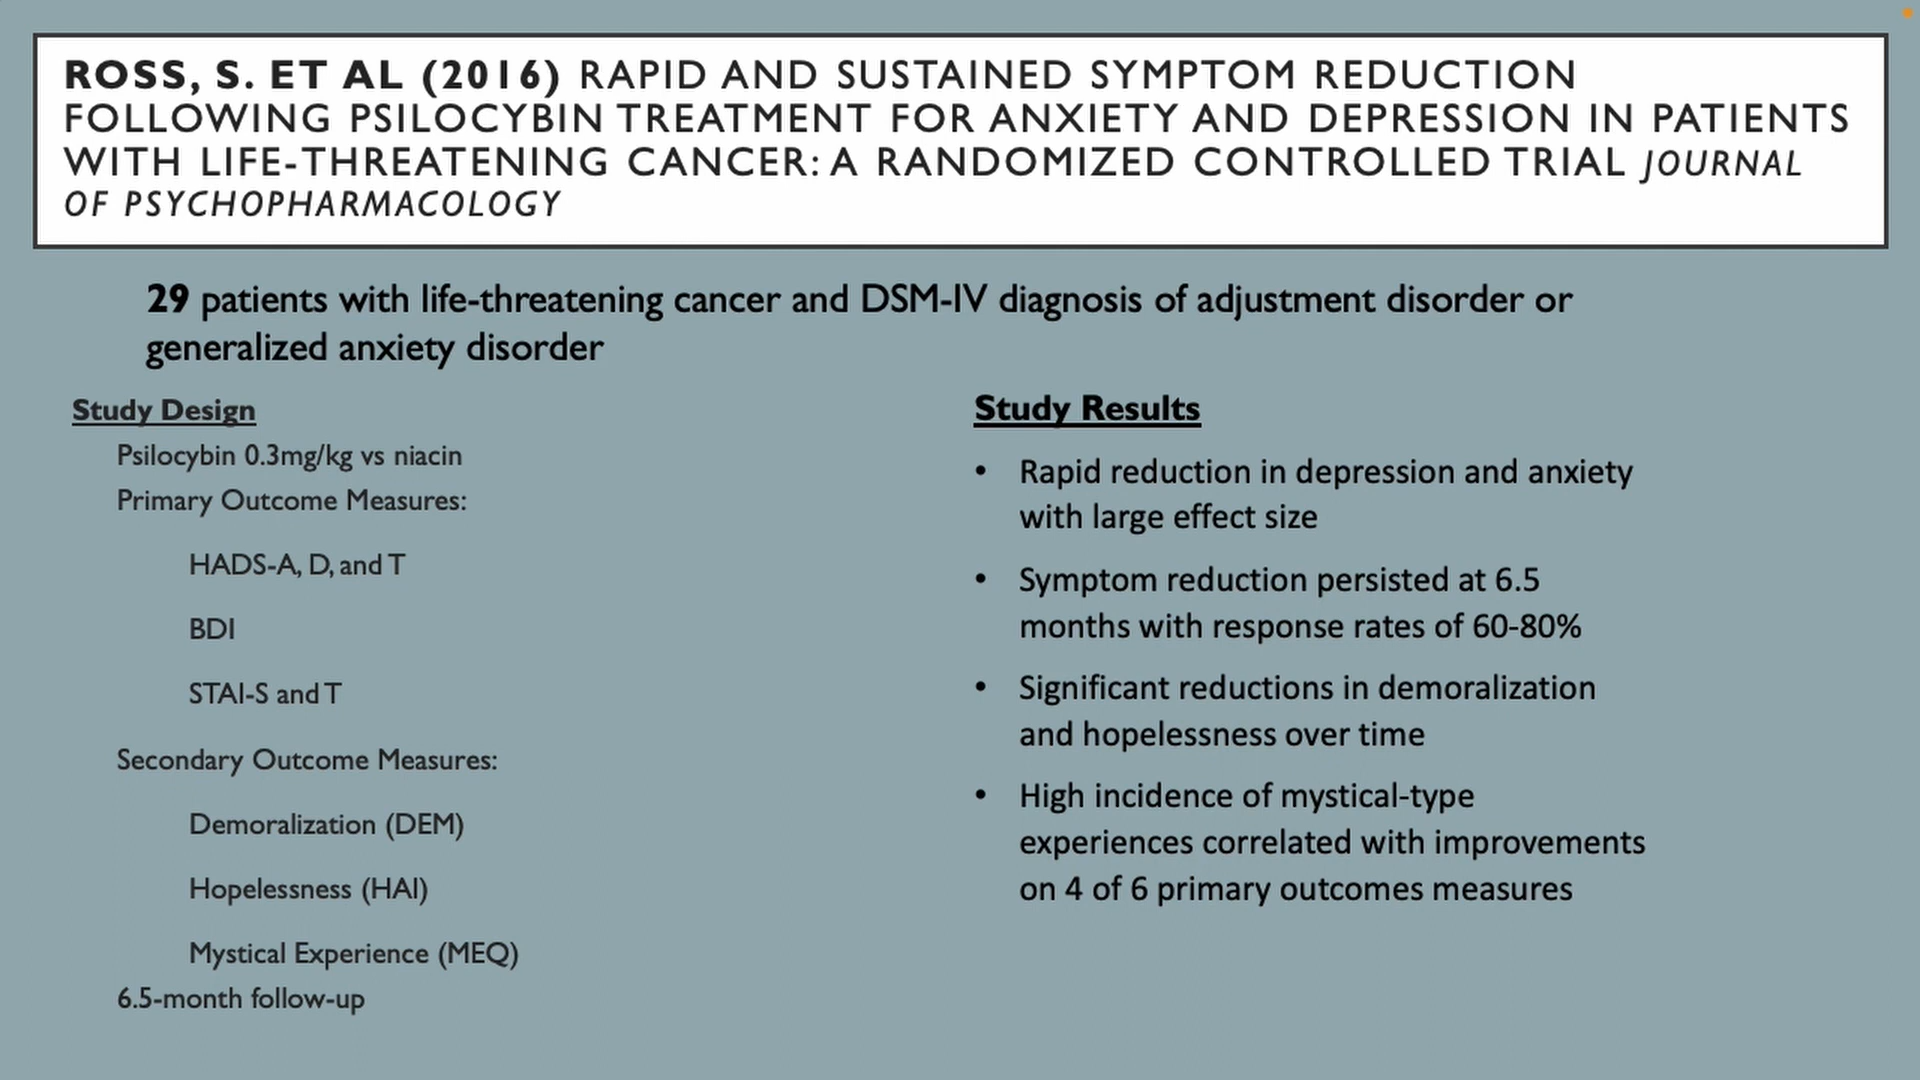 ROSS, S. ET AL (2016) RAPID AND SUSTAINED SYMPTOM REDUCTION
FOLLOWING PSILOCYBIN TREATMENT FOR ANXIETY AND DEPRESSION IN PATIENTS
WITH LIFE-THREATENING CANCER: A RANDOMIZED CONTROLLED TRIAL JOURNAL
OF PSYCHOPHARMACOLOGY
29 patients with life-threatening cancer and DSM-IV diagnosis of adjustment disorder or
generalized anxiety disorder
Study Design
Psilocybin 0.3mg/kg vs niacin
Primary Outcome Measures:
HADS-A, D, and T
BDI
STAI-S and T
Secondary Outcome Measures:
Demoralization (DEM)
Hopelessness (HAI)
Mystical Experience (MEQ)
6.5-month follow-up
Study Results
• Rapid reduction in depression and anxiety
with large effect size
• Symptom reduction persisted at 6.5
months with response rates of 60-80%
• Significant reductions in demoralization
and hopelessness over time
• High incidence of mystical-type
experiences correlated with improvements
on 4 of 6 primary outcomes measures